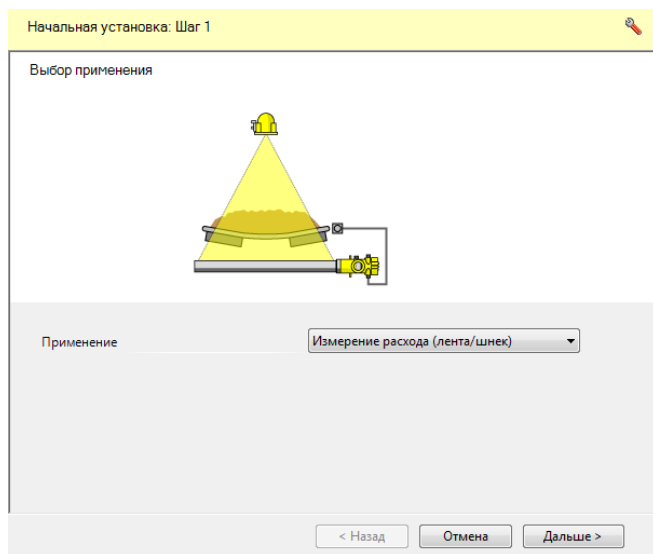 Начальная установка: Шаг 1
Выбор применения
Применение
Измерение расхода (лента/шнек)
< Назад
Отмена
Дальше >